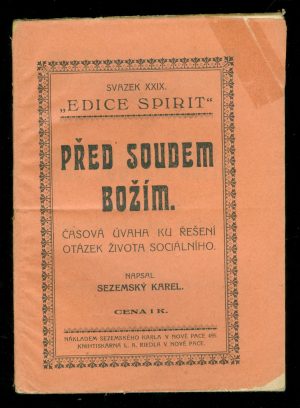 SVAZEK XXIX.
„EDICE SPIRIT“
PŘED SOUDEM
BOŽÍM.
ČASOVÁ ÚVAHA KU ŘEŠENÍ
OTÁZEK ŽIVOTA SOCIÁLNÍHO.
NAPSAL
SEZEMSKÝ KAREL.
CENA 1 K.
NÁKLADEM SEZEMSKÉHO KARLA V NOVÉ PACE
KNIHTISKÁRNA L. A. RIEDLA V NOVÉ PACE.